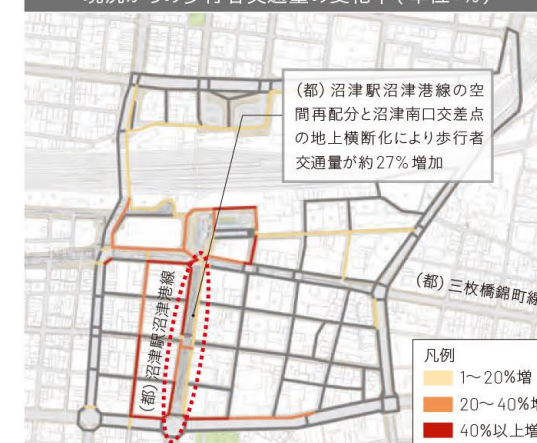 現況からの歩行者交通量の変化率(単位:%)
(都)沼津駅沼津港線の空
間再配分と沼津南口交差点
の地上横断化により歩行者
交通量が約27%増加
(都)三枚橋錦町線
(都)沼津駅沼津港線
凡例
1～20%増
20～40%増
40%以上増